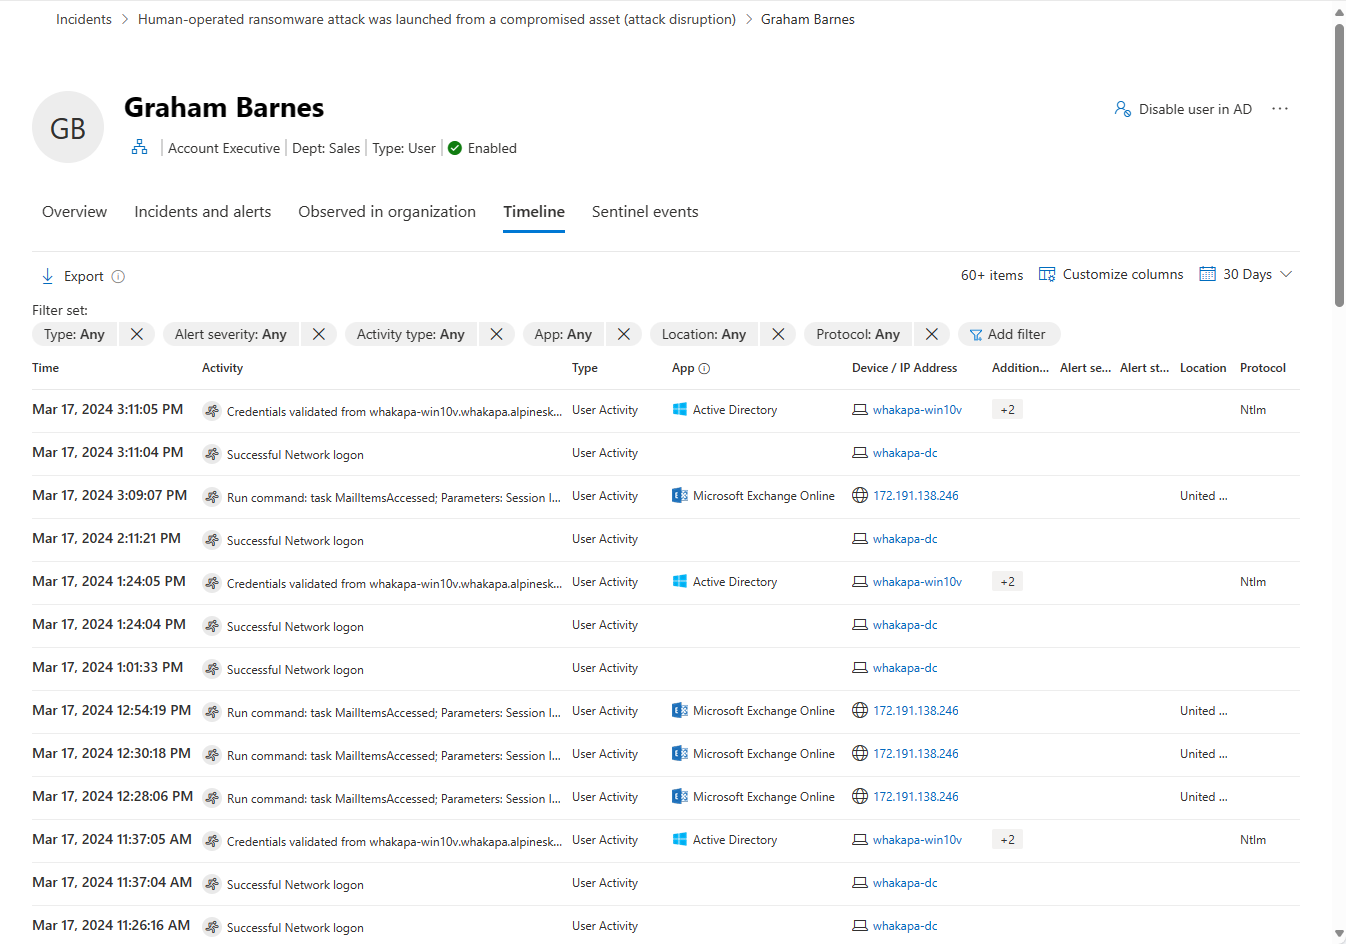 Incidents > Human-operated ransomware attack was launched from a compromised asset (attack disruption) > Graham Barnes
GB
Graham Barnes
Disable user in AD ...
Account Executive | Dept: Sales | Type: User | Enabled
Overview Incidents and alerts Observed in organization Timeline Sentinel events
Export 60+ items Customize columns 30 Days
Filter set:
Type: Any Alert severity: Any Activity type: Any App: Any Location: Any Protocol: Any Add filter
Time Activity Type App Device / IP Address Addition... Alert se... Alert st... Location Protocol
Mar 17, 2024 3:11:05 PM Credentials validated from whakapa-win10v.whakapa.alpinesk... User Activity Active Directory whakapa-win10v +2 Ntlm
Mar 17, 2024 3:11:04 PM Successful Network logon User Activity whakapa-dc
Mar 17, 2024 3:09:07 PM Run command: task MailItemsAccessed; Parameters: Session I... User Activity Microsoft Exchange Online 172.191.138.246 United ...
Mar 17, 2024 2:11:21 PM Successful Network logon User Activity whakapa-dc
Mar 17, 2024 1:24:05 PM Credentials validated from whakapa-win10v.whakapa.alpinesk... User Activity Active Directory whakapa-win10v +2 Ntlm
Mar 17, 2024 1:24:04 PM Successful Network logon User Activity whakapa-dc
Mar 17, 2024 1:01:33 PM Successful Network logon User Activity whakapa-dc
Mar 17, 2024 12:54:19 PM Run command: task MailItemsAccessed; Parameters: Session I... User Activity Microsoft Exchange Online 172.191.138.246 United ...
Mar 17, 2024 12:30:18 PM Run command: task MailItemsAccessed; Parameters: Session I... User Activity Microsoft Exchange Online 172.191.138.246 United ...
Mar 17, 2024 12:28:06 PM Run command: task MailItemsAccessed; Parameters: Session I... User Activity Microsoft Exchange Online 172.191.138.246 United ...
Mar 17, 2024 11:37:05 AM Credentials validated from whakapa-win10v.whakapa.alpinesk... User Activity Active Directory whakapa-win10v +2 Ntlm
Mar 17, 2024 11:37:04 AM Successful Network logon User Activity whakapa-dc
Mar 17, 2024 11:26:16 AM Successful Network logon User Activity whakapa-dc